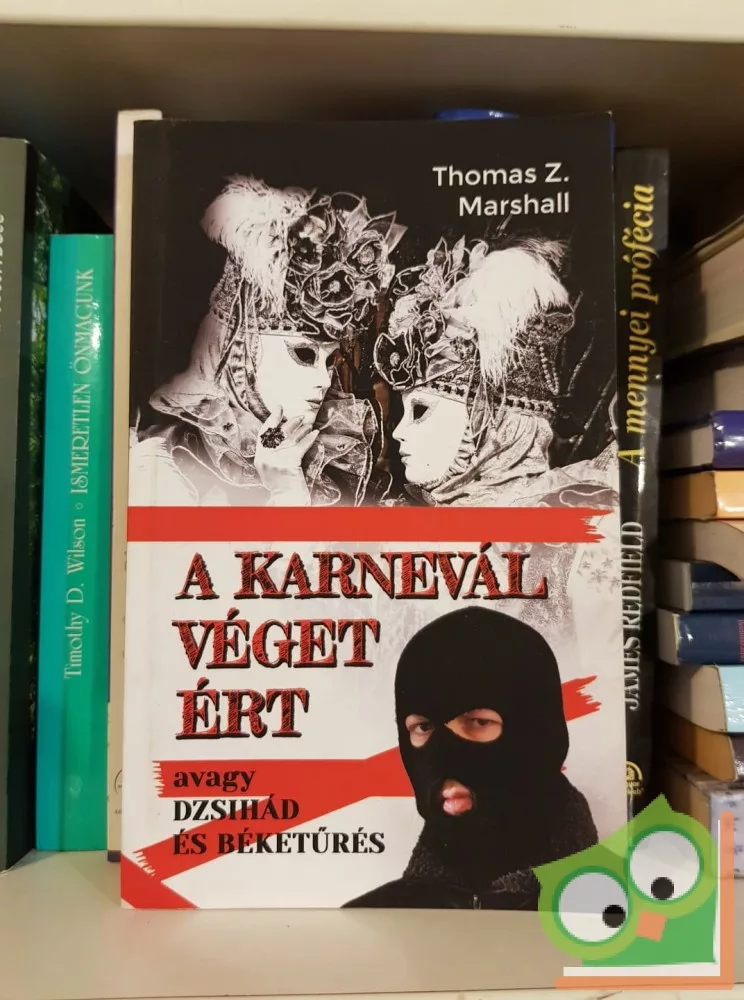 Thomas Z.
Marshall
A KARNEVÁL
VÉGET
ÉRT
avagy
DZSIHÁD
ÉS BÉKETŰRÉS
Timothy D. Wilson ◦ ISMERETLEN ÖNMAGUNK
JAMES REDFIELD A mennyei prófécia